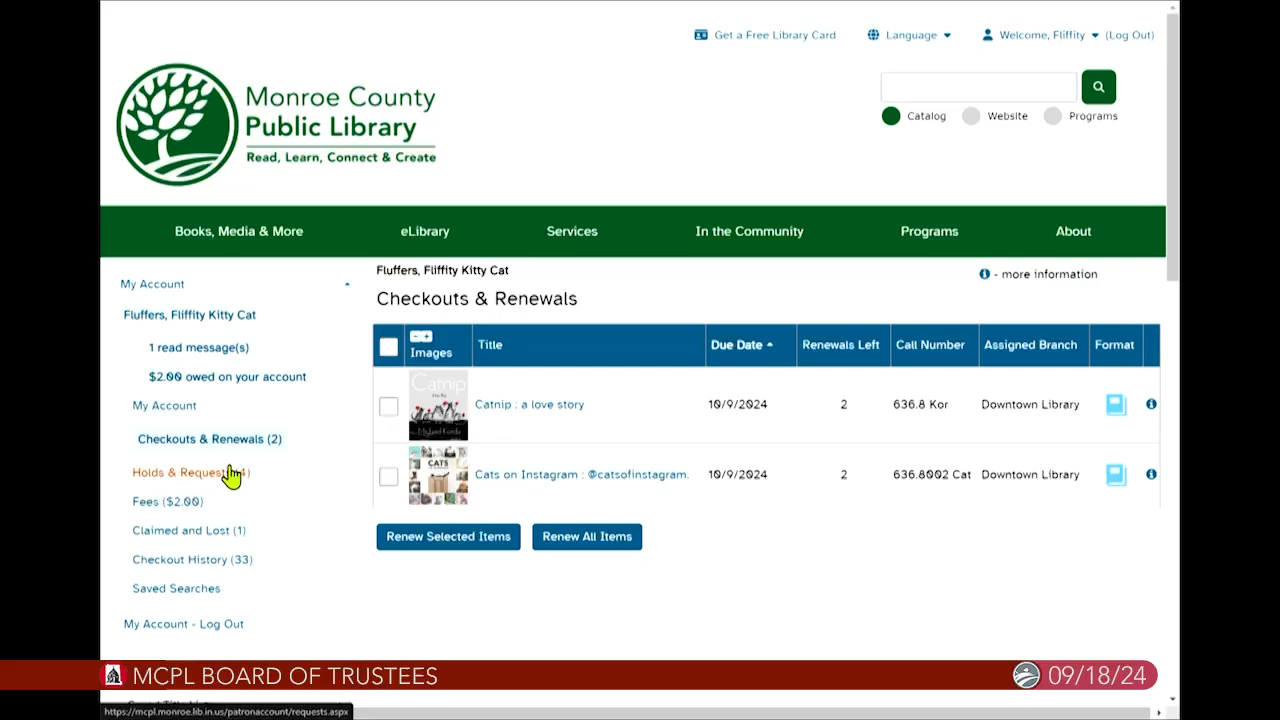 Get a Free Library Card
Language
Welcome, Fliffity (Log Out)
Monroe County
Public Library
Read, Learn, Connect & Create
Catalog Website Programs
Books, Media & More eLibrary Services In the Community Programs About
My Account
Fluffers, Fliffity Kitty Cat
1 read message(s)
$2.00 owed on your account
My Account
Checkouts & Renewals (2)
Holds & Request 4)
Fees ($2.00)
Claimed and Lost (1)
Checkout History (33)
Saved Searches
My Account - Log Out
Fluffers, Fliffity Kitty Cat
- more information
Checkouts & Renewals
Images Title Due Date Renewals Left Call Number Assigned Branch Format
Catnip
Catnip : a love story 10/9/2024 2 636.8 Kor Downtown Library
CATS
Cats on Instagram : @catsofinstagram. 10/9/2024 2 636.8002 Cat Downtown Library
Renew Selected Items Renew All Items
MCPL BOARD OF TRUSTEES 09/18/24
https://mcpl.monroe.lib.in.us/patronaccount/requests.aspx